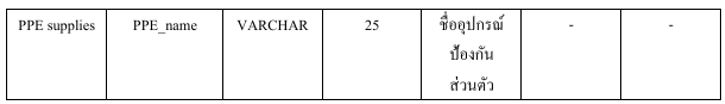 PPE supplies PPE_name VARCHAR 25 ชื่ออุปกรณ์ - -
ป้องกัน
ส่วนตัว